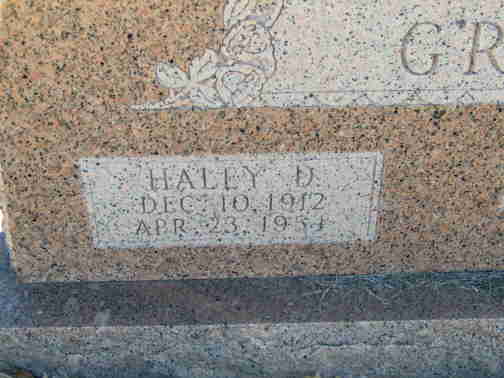 GR
HALEY D.
DEC. 10, 1912
APR. 23, 1954